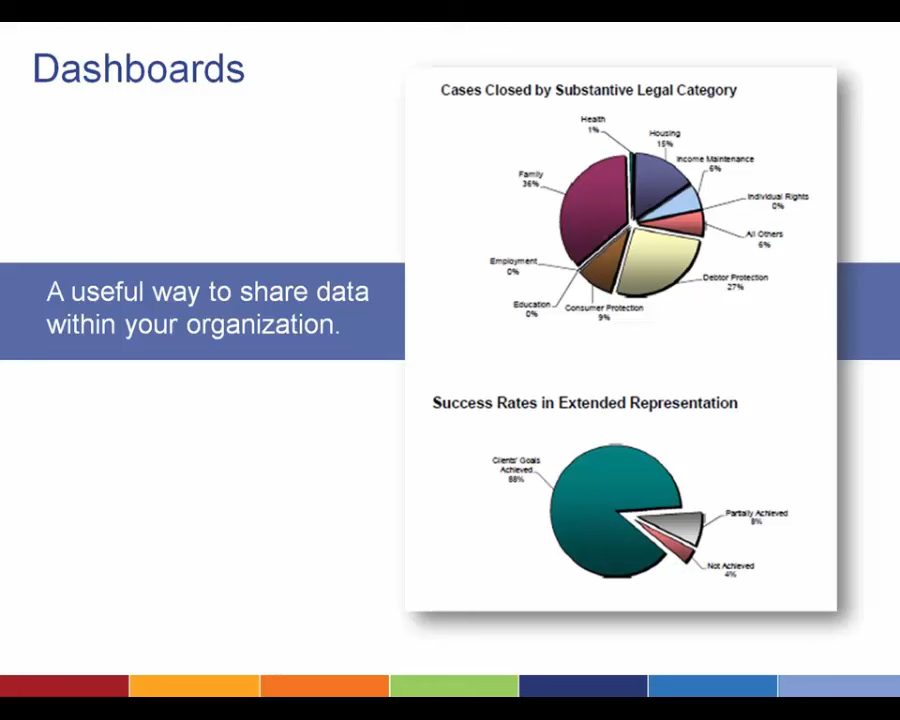 Dashboards
A useful way to share data
within your organization.
Cases Closed by Substantive Legal Category
Health
1%
Housing
15%
Income Maintenance
6%
Individual Rights
0%
All Others
6%
Debtor Protection
27%
Consumer Protection
9%
Education
0%
Employment
0%
Family
36%
Success Rates in Extended Representation
Clients' Goals
Achieved
88%
Partially Achieved
8%
Not Achieved
4%